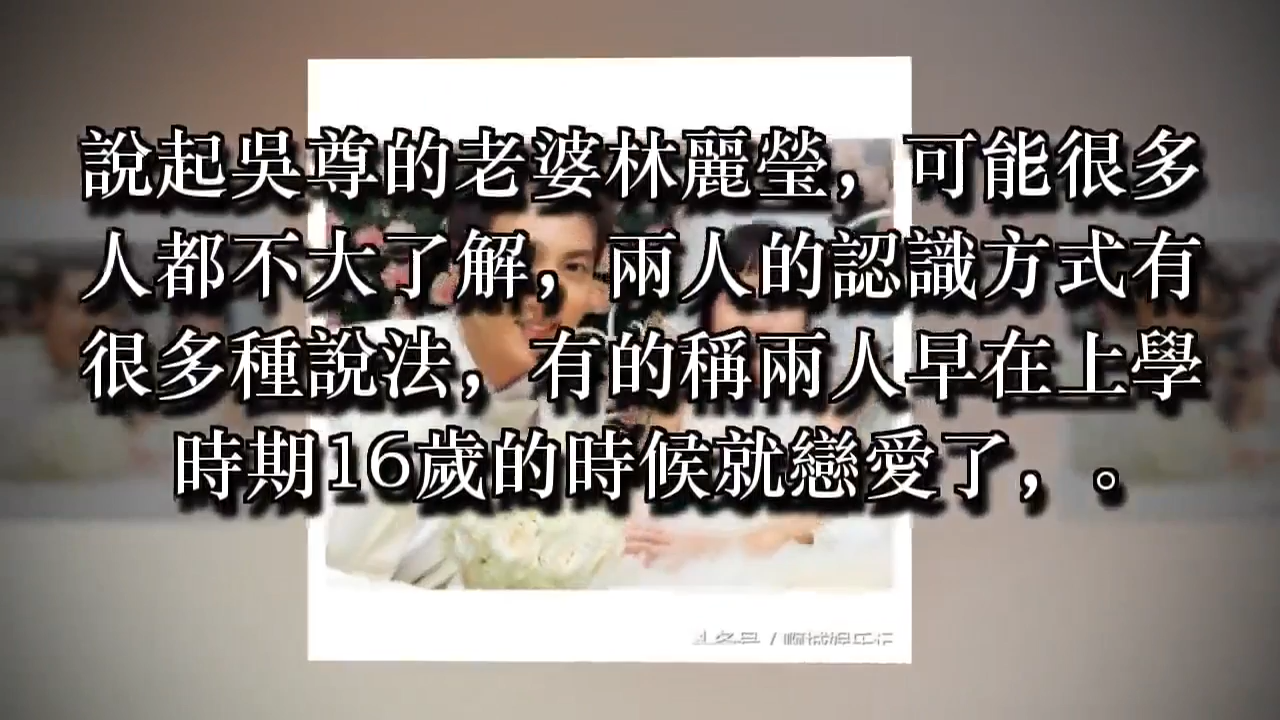 說起吳尊的老婆林麗瑩，可能很多
人都不大了解，兩人的認識方式有
很多種說法，有的稱兩人早在上學
時期16歲的時候就戀愛了，。